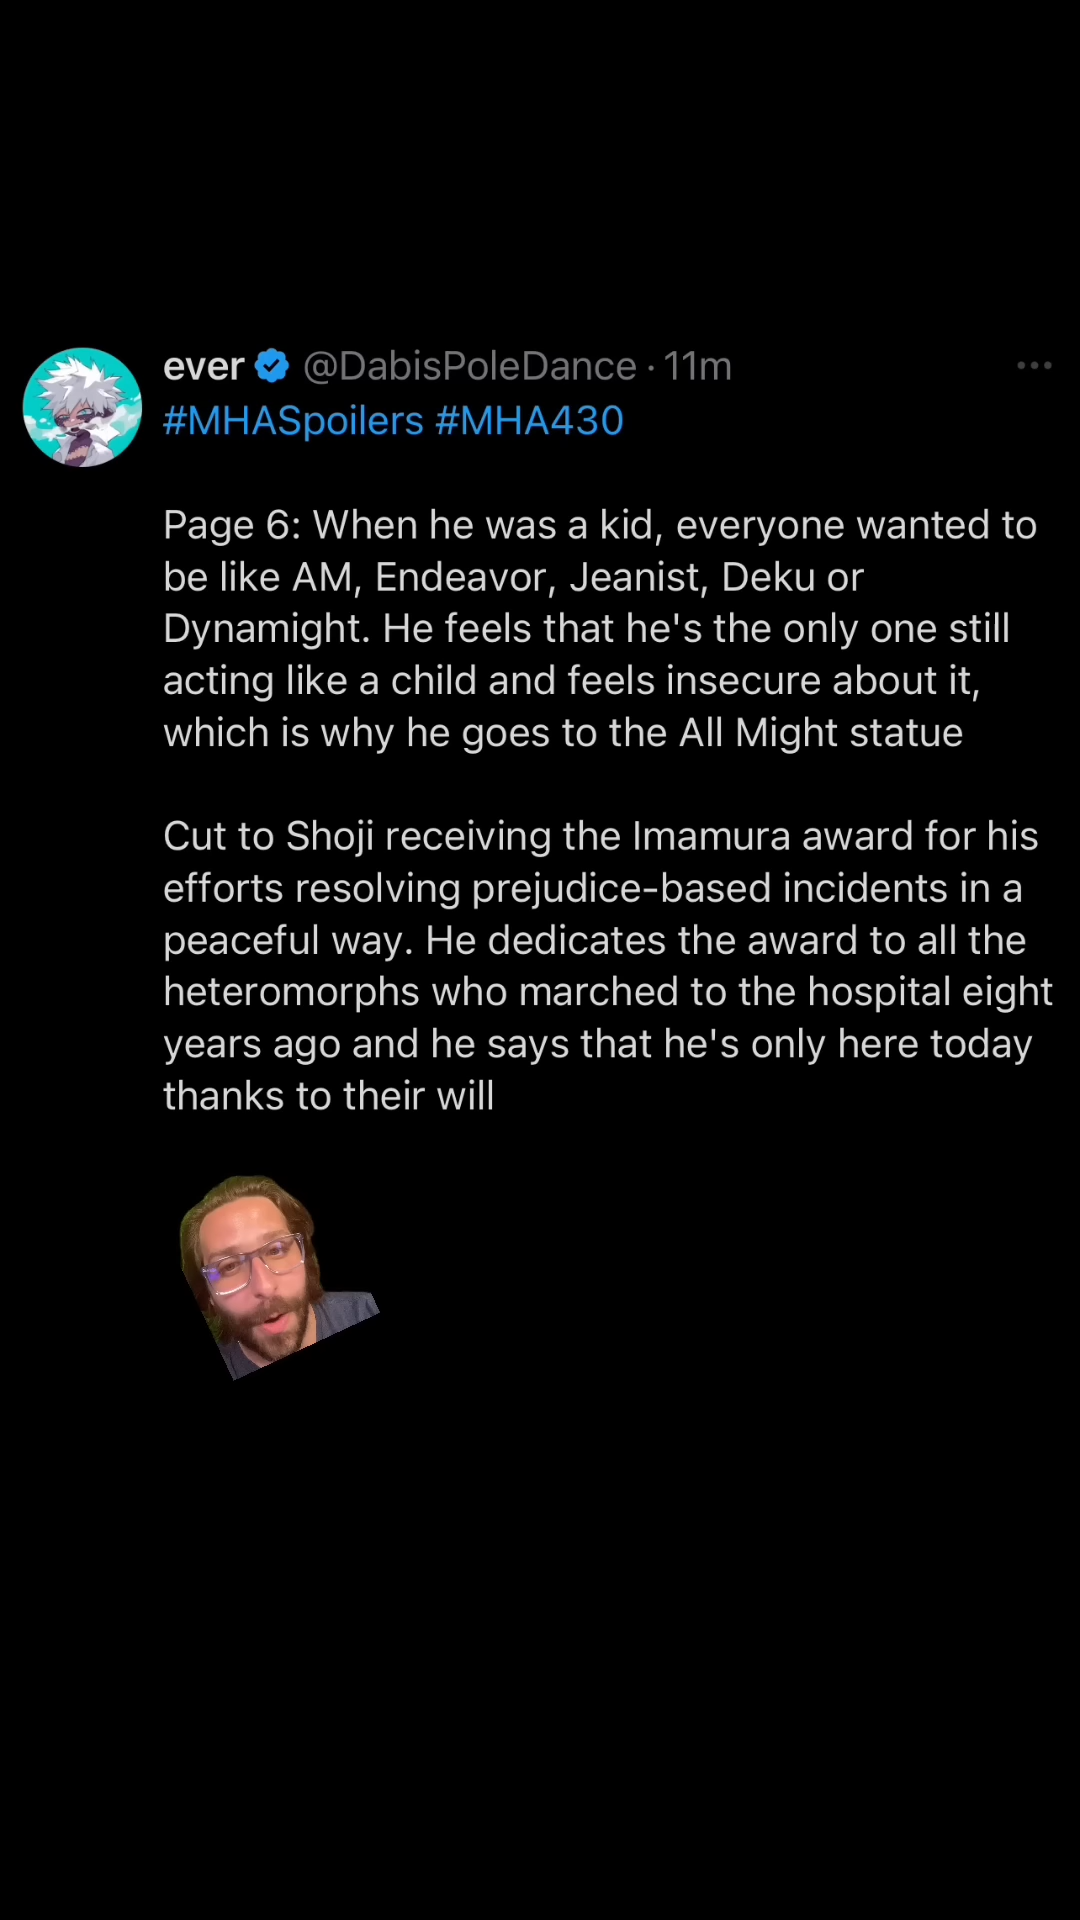 ever @DabisPoleDance · 11m
#MHASpoilers #MHA430
Page 6: When he was a kid, everyone wanted to
be like AM, Endeavor, Jeanist, Deku or
Dynamight. He feels that he's the only one still
acting like a child and feels insecure about it,
which is why he goes to the All Might statue
Cut to Shoji receiving the Imamura award for his
efforts resolving prejudice-based incidents in a
peaceful way. He dedicates the award to all the
heteromorphs who marched to the hospital eight
years ago and he says that he's only here today
thanks to their will